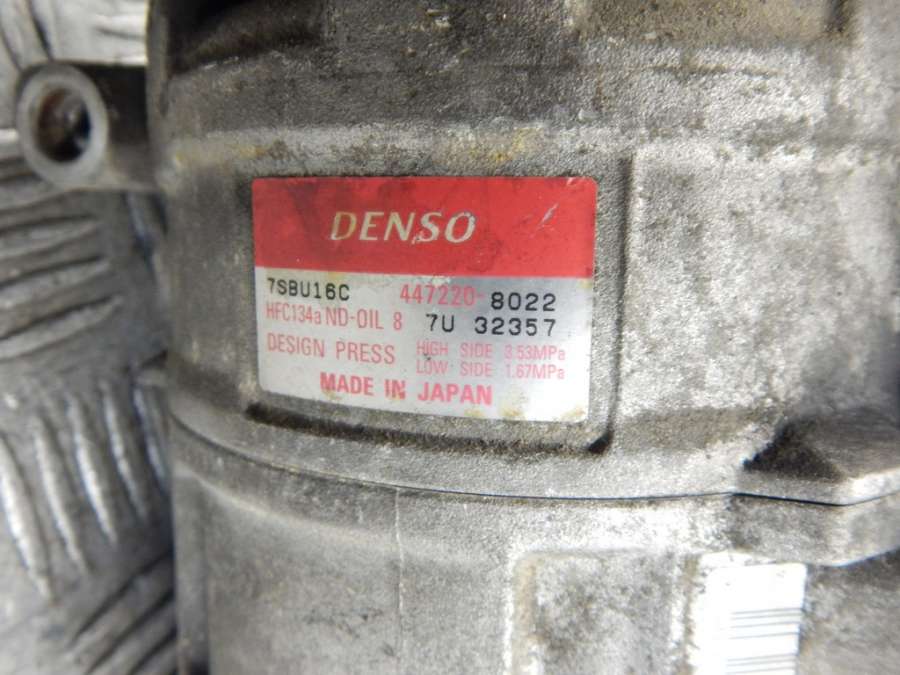 DENSO
7SBU16C 447220-8022
HFC134a ND-OIL 8 7U 32357
DESIGN PRESS HIGH SIDE 3.53MPa
LOW SIDE 1.67MPa
MADE IN JAPAN